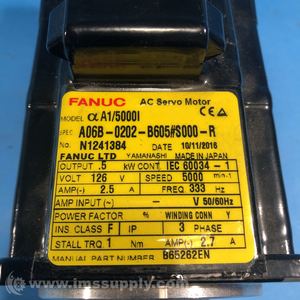 FANUC AC Servo Motor
MODEL α A1/5000I
SPEC. A06B-0202-B605/#S000-R
No. N1241384 DATE 10/11/2016
FANUC LTD YAMANASHI MADE IN JAPAN
OUTPUT .5 kW CONT. IEC 60034-1
VOLT 126 V SPEED 5000 min-1
AMP(~) 2.5 A FREQ. 333 Hz
AMP INPUT(~) - V 50/60Hz
POWER FACTOR - % WINDING CONN Y
INS.CLASS F IP 3 PHASE
STALL TRQ 1 Nm AMP(~) 2.7 A
MANUAL PART NUMBER B65262EN
© www.imssupply.com